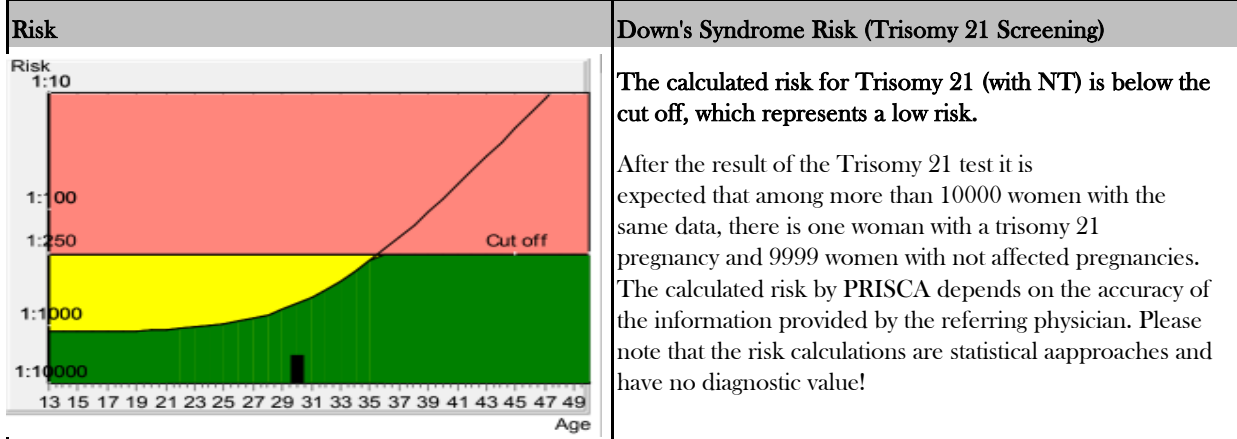 Risk
Down's Syndrome Risk (Trisomy 21 Screening)
Risk
1:10
1:100
1:250
Cut off
1:1000
1:10000
13 15 17 19 21 23 25 27 29 31 33 35 37 39 41 43 45 47 49
Age
The calculated risk for Trisomy 21 (with NT) is below the
cut off, which represents a low risk.
After the result of the Trisomy 21 test it is
expected that among more than 10000 women with the
same data, there is one woman with a trisomy 21
pregnancy and 9999 women with not affected pregnancies.
The calculated risk by PRISCA depends on the accuracy of
the information provided by the referring physician. Please
note that the risk calculations are statistical aapproaches and
have no diagnostic value!